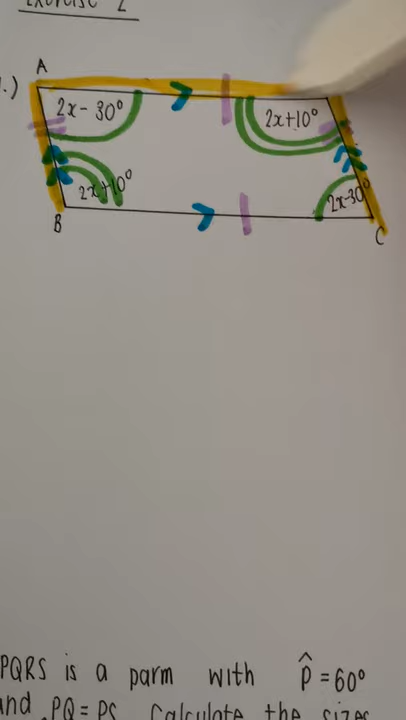 Exercise 2
1.)
A
2x - 30°
2x+10°
2x+10°
2x-30°
B
C
PQRS is a parm with P̂ = 60°
and PQ = PS. Calculate the sizes